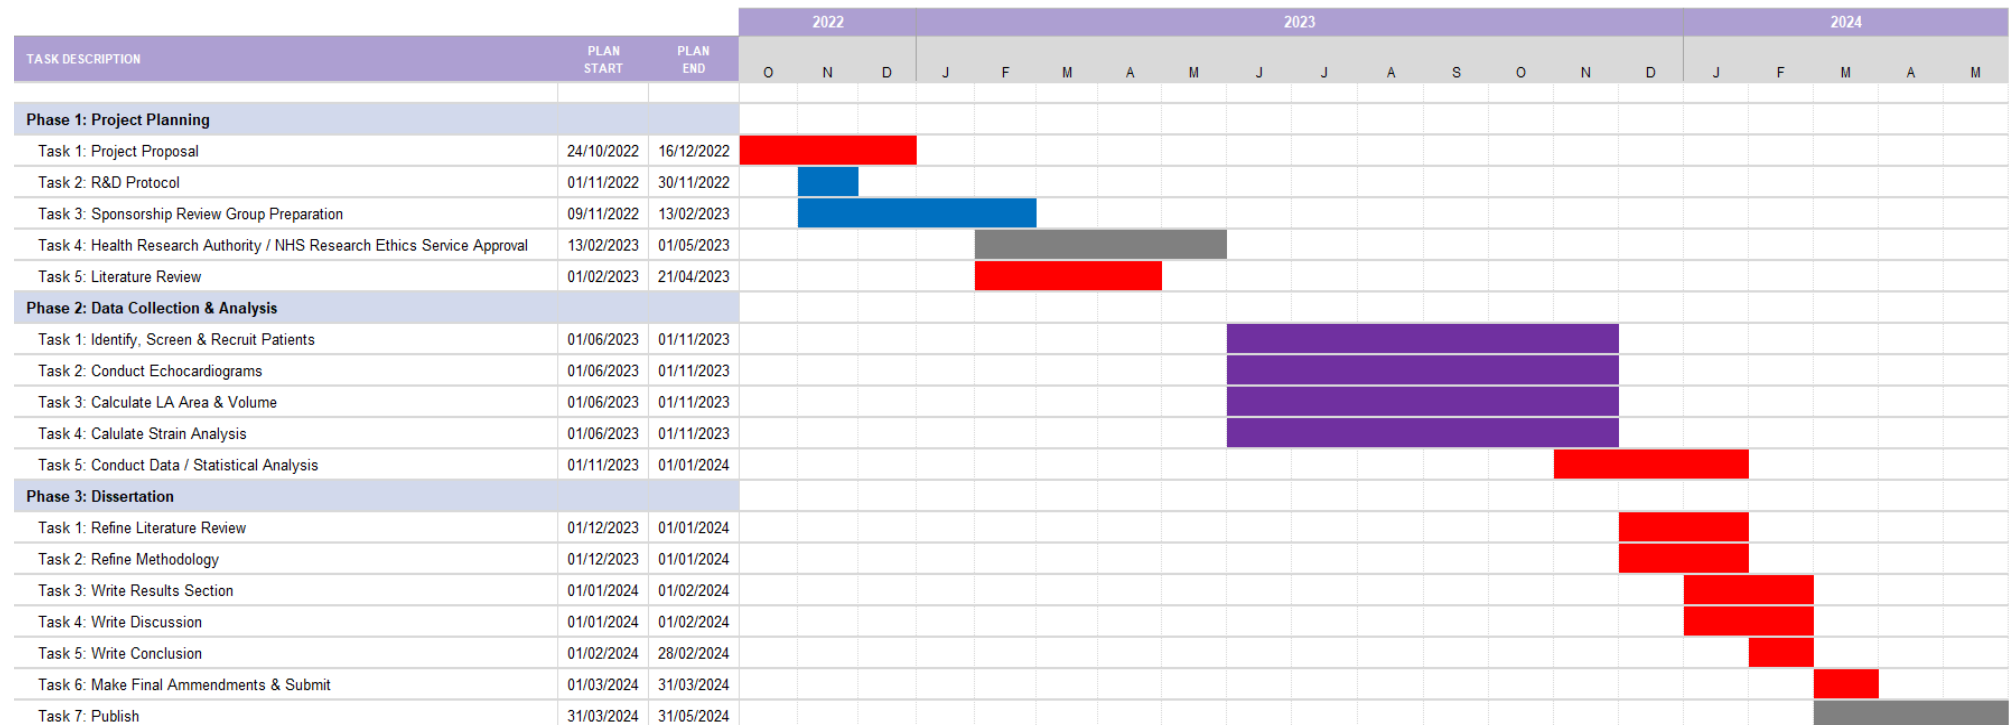 2022 2023 2024
TASK DESCRIPTION PLAN START PLAN END O N D J F M A M J J A S O N D J F M A M
Phase 1: Project Planning
Task 1: Project Proposal 24/10/2022 16/12/2022
Task 2: R&D Protocol 01/11/2022 30/11/2022
Task 3: Sponsorship Review Group Preparation 09/11/2022 13/02/2023
Task 4: Health Research Authority / NHS Research Ethics Service Approval 13/02/2023 01/05/2023
Task 5: Literature Review 01/02/2023 21/04/2023
Phase 2: Data Collection & Analysis
Task 1: Identify, Screen & Recruit Patients 01/06/2023 01/11/2023
Task 2: Conduct Echocardiograms 01/06/2023 01/11/2023
Task 3: Calculate LA Area & Volume 01/06/2023 01/11/2023
Task 4: Calulate Strain Analysis 01/06/2023 01/11/2023
Task 5: Conduct Data / Statistical Analysis 01/11/2023 01/01/2024
Phase 3: Dissertation
Task 1: Refine Literature Review 01/12/2023 01/01/2024
Task 2: Refine Methodology 01/12/2023 01/01/2024
Task 3: Write Results Section 01/01/2024 01/02/2024
Task 4: Write Discussion 01/01/2024 01/02/2024
Task 5: Write Conclusion 01/02/2024 28/02/2024
Task 6: Make Final Ammendments & Submit 01/03/2024 31/03/2024
Task 7: Publish 31/03/2024 31/05/2024